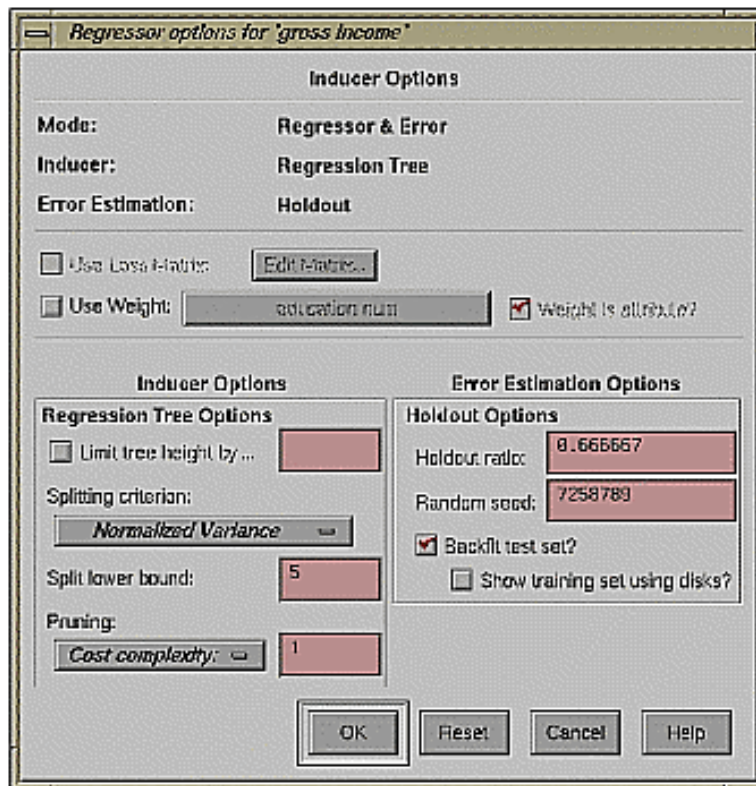 Regressor options for 'gross income'
Inducer Options
Mode: Regressor & Error
Inducer: Regression Tree
Error Estimation: Holdout
Use Loss Matrix: Edit Matrix...
Use Weight: education num Weight is attribute?
Inducer Options
Regression Tree Options
Limit tree height by ...
Splitting criterion:
Normalized Variance
Split lower bound: 5
Pruning:
Cost complexity: 1
Error Estimation Options
Holdout Options
Holdout ratio: 0.666667
Random seed: 7258789
Backfit test set?
Show training set using disks?
OK Reset Cancel Help